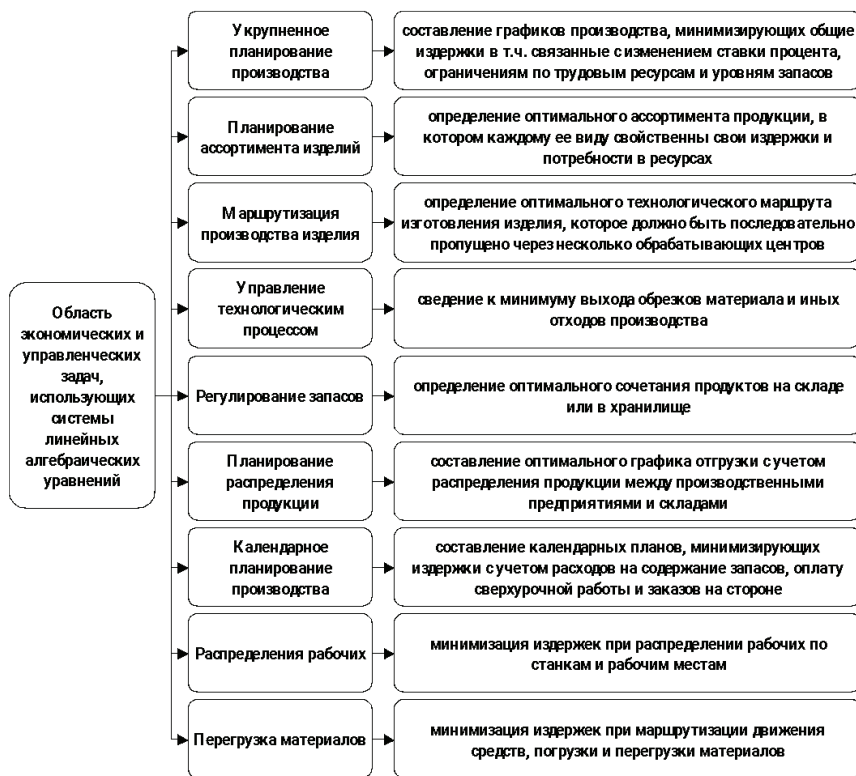 Укрупненное
планирование
производства
составление графиков производства, минимизирующих общие
издержки в т.ч. связанные с изменением ставки процента,
ограничениям по трудовым ресурсам и уровням запасов
Планирование
ассортимента изделий
определение оптимального ассортимента продукции, в
котором каждому ее виду свойственны свои издержки и
потребности в ресурсах
Маршрутизация
производства изделия
определение оптимального технологического маршрута
изготовления изделия, которое должно быть последовательно
пропущено через несколько обрабатывающих центров
Управление
технологическим
процессом
сведение к минимуму выхода обрезков материала и иных
отходов производства
Область
экономических и
управленческих
задач,
использующих
системы
линейных
алгебраических
уравнений
Регулирование запасов
определение оптимального сочетания продуктов на складе
или в хранилище
Планирование
распределения
продукции
составление оптимального графика отгрузки с учетом
распределения продукции между производственными
предприятиями и складами
Календарное
планирование
производства
составление календарных планов, минимизирующих
издержки с учетом расходов на содержание запасов, оплату
сверхурочной работы и заказов на стороне
Распределения рабочих
минимизация издержек при распределении рабочих по
станкам и рабочим местам
Перегрузка материалов
минимизация издержек при маршрутизации движения
средств, погрузки и перегрузки материалов